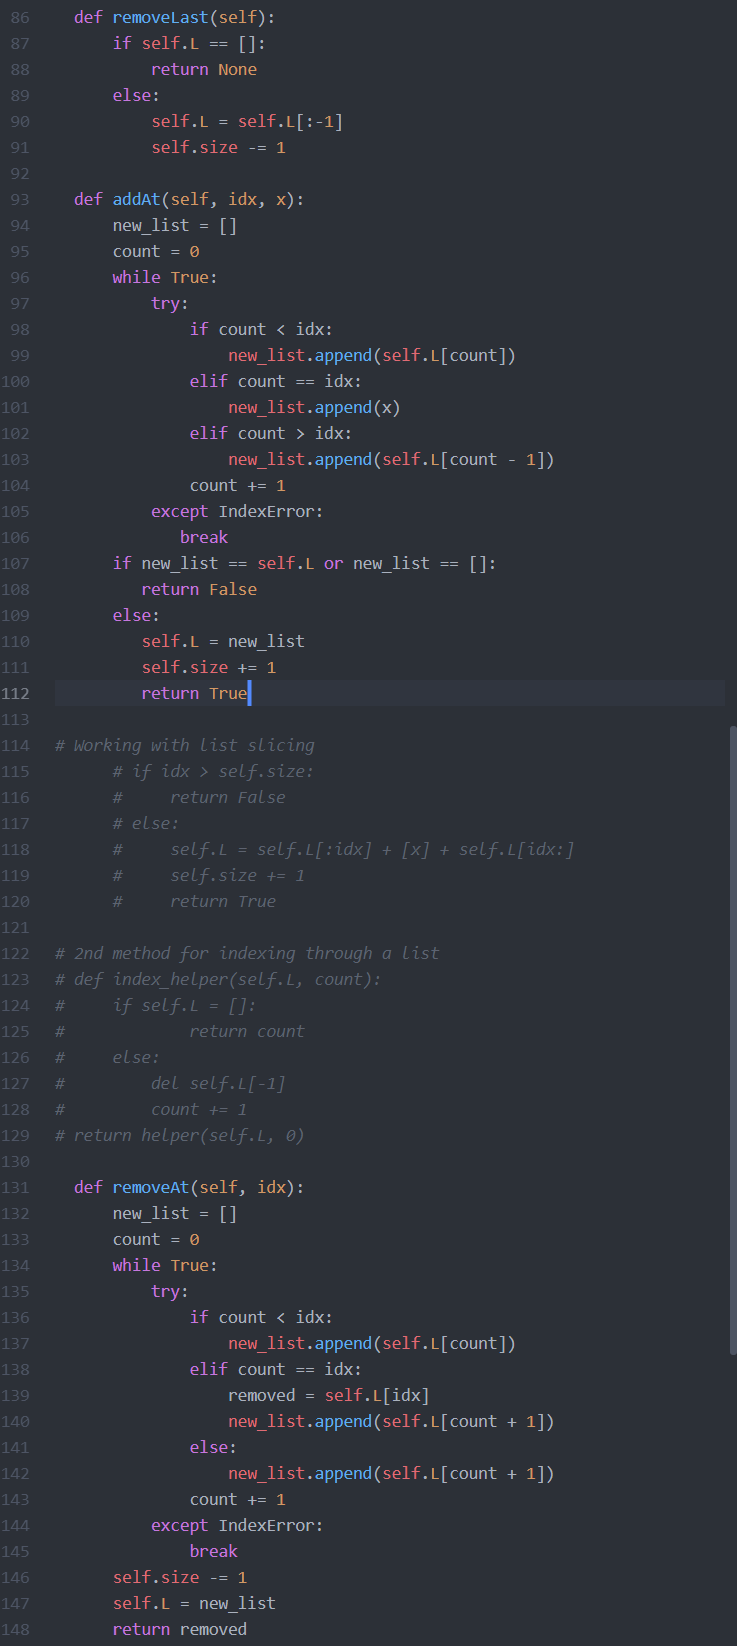 86 def removeLast(self):
87 if self.L == []:
88 return None
89 else:
90 self.L = self.L[:-1]
91 self.size -= 1
92
93 def addAt(self, idx, x):
94 new_list = []
95 count = 0
96 while True:
97 try:
98 if count < idx:
99 new_list.append(self.L[count])
100 elif count == idx:
101 new_list.append(x)
102 elif count > idx:
103 new_list.append(self.L[count - 1])
104 count += 1
105 except IndexError:
106 break
107 if new_list == self.L or new_list == []:
108 return False
109 else:
110 self.L = new_list
111 self.size += 1
112 return True
113
114 # Working with list slicing
115 # if idx > self.size:
116 #     return False
117 # else:
118 #     self.L = self.L[:idx] + [x] + self.L[idx:]
119 #     self.size += 1
120 #     return True
121
122 # 2nd method for indexing through a list
123 # def index_helper(self.L, count):
124 #     if self.L = []:
125 #             return count
126 #     else:
127 #         del self.L[-1]
128 #         count += 1
129 # return helper(self.L, 0)
130
131 def removeAt(self, idx):
132 new_list = []
133 count = 0
134 while True:
135 try:
136 if count < idx:
137 new_list.append(self.L[count])
138 elif count == idx:
139 removed = self.L[idx]
140 new_list.append(self.L[count + 1])
141 else:
142 new_list.append(self.L[count + 1])
143 count += 1
144 except IndexError:
145 break
146 self.size -= 1
147 self.L = new_list
148 return removed